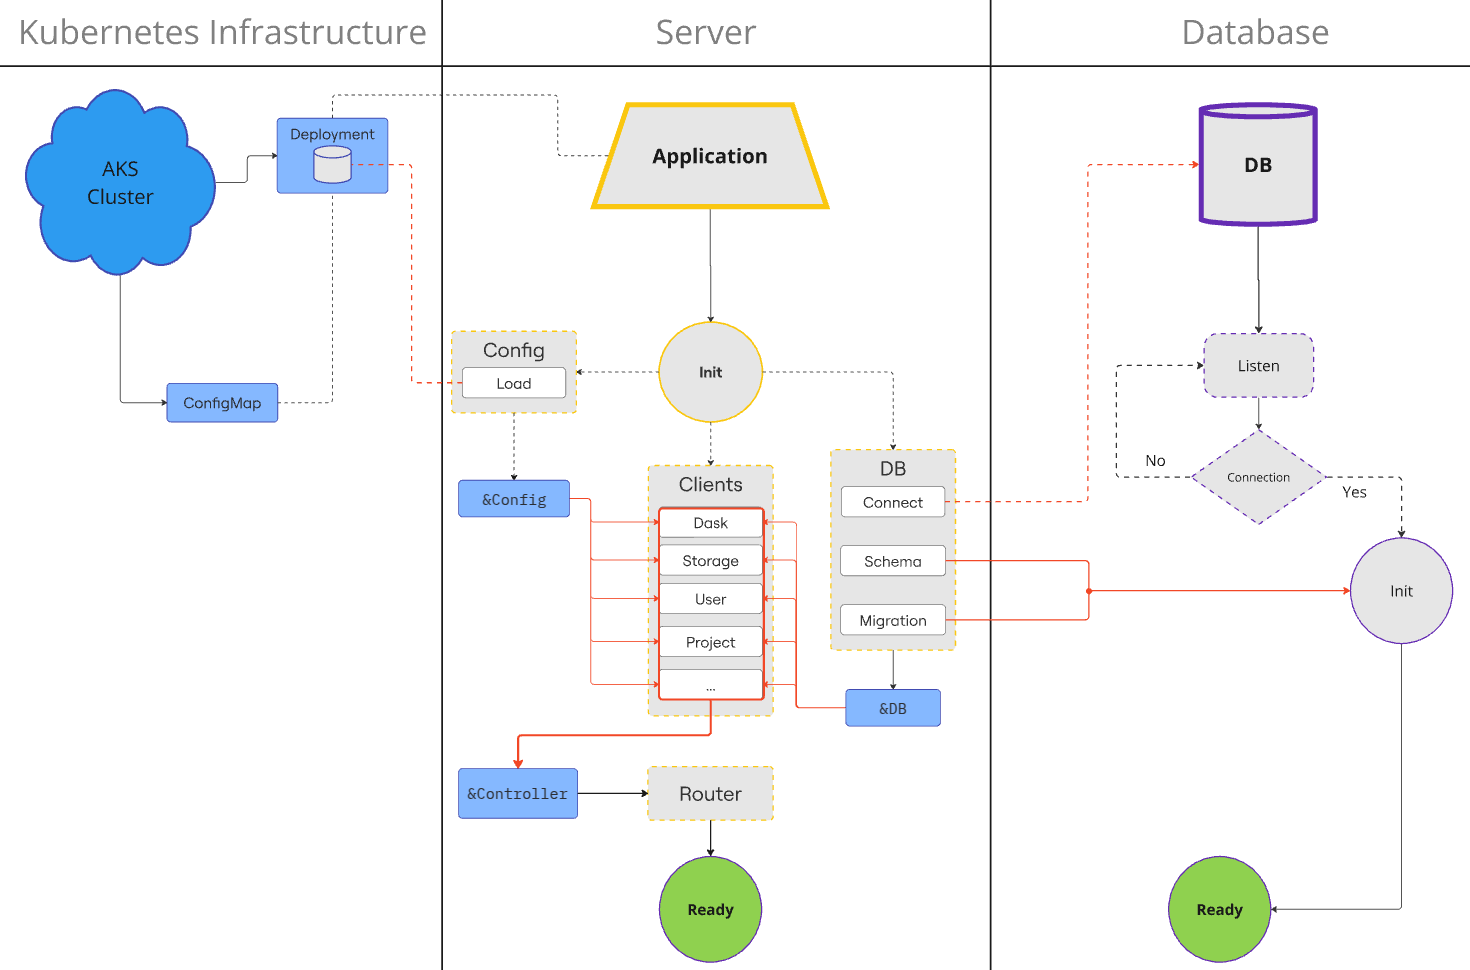 Kubernetes Infrastructure
Server
Database
AKS
Cluster
Deployment
ConfigMap
Application
Init
Config
Load
&Config
Clients
Dask
Storage
User
Project
...
DB
Connect
Schema
Migration
&DB
&Controller
Router
Ready
DB
Listen
Connection
No
Yes
Init
Ready